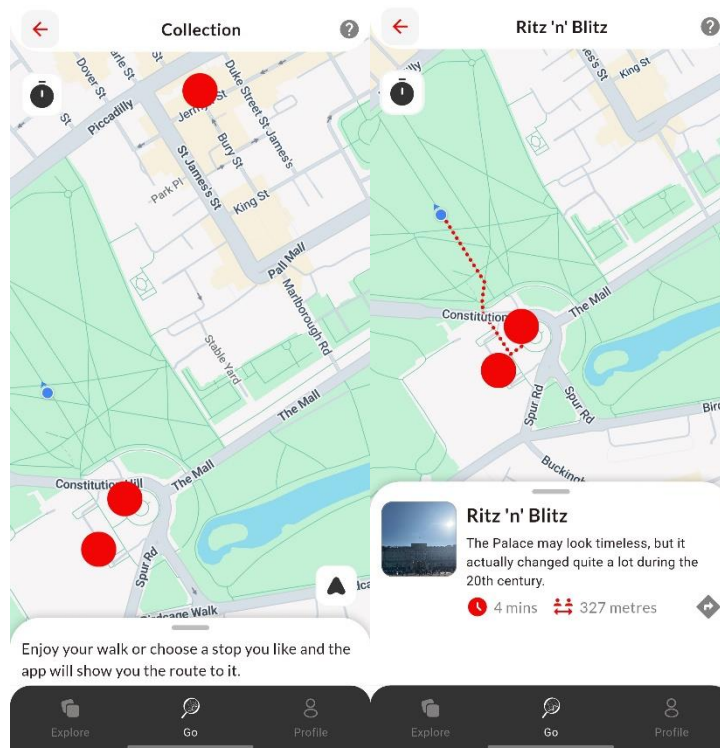 Collection
?
Dover St
Piccadilly
Duke Street St James's
Bury St
St James's St
Park Pl
King St
Pall Mall
Marlborough Rd
Stable Yard
The Mall
The Mall
Spur Rd
Birdcage Walk
Enjoy your walk or choose a stop you like and the
app will show you the route to it.
Explore
Go
Profile
Ritz 'n' Blitz
?
King St
The Mall
Constitution
Spur Rd
Spur Rd
Ritz 'n' Blitz
The Palace may look timeless, but it
actually changed quite a lot during the
20th century.
4 mins
327 metres
Explore
Go
Profile